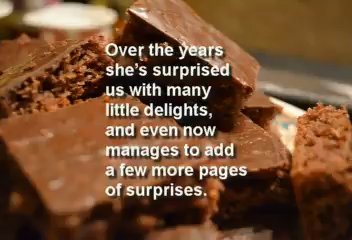 Over the years
she's surprised
us with many
little delights,
and even now
manages to add
a few more pages
of surprises.